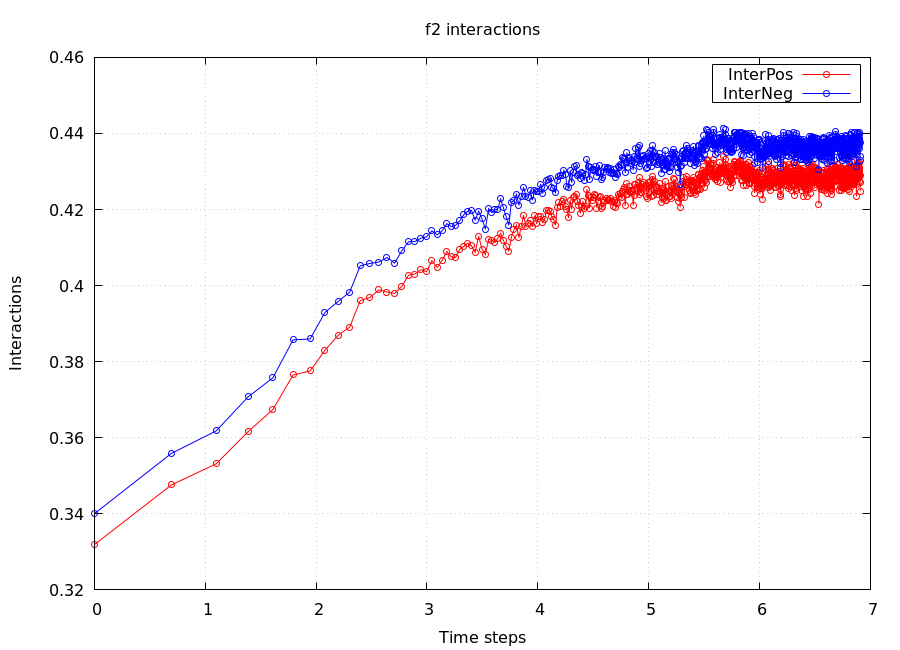 f2 interactions
InterPos
InterNeg
0.46
0.44
0.42
0.4
0.38
0.36
0.34
0.32
Interactions
0 1 2 3 4 5 6 7
Time steps